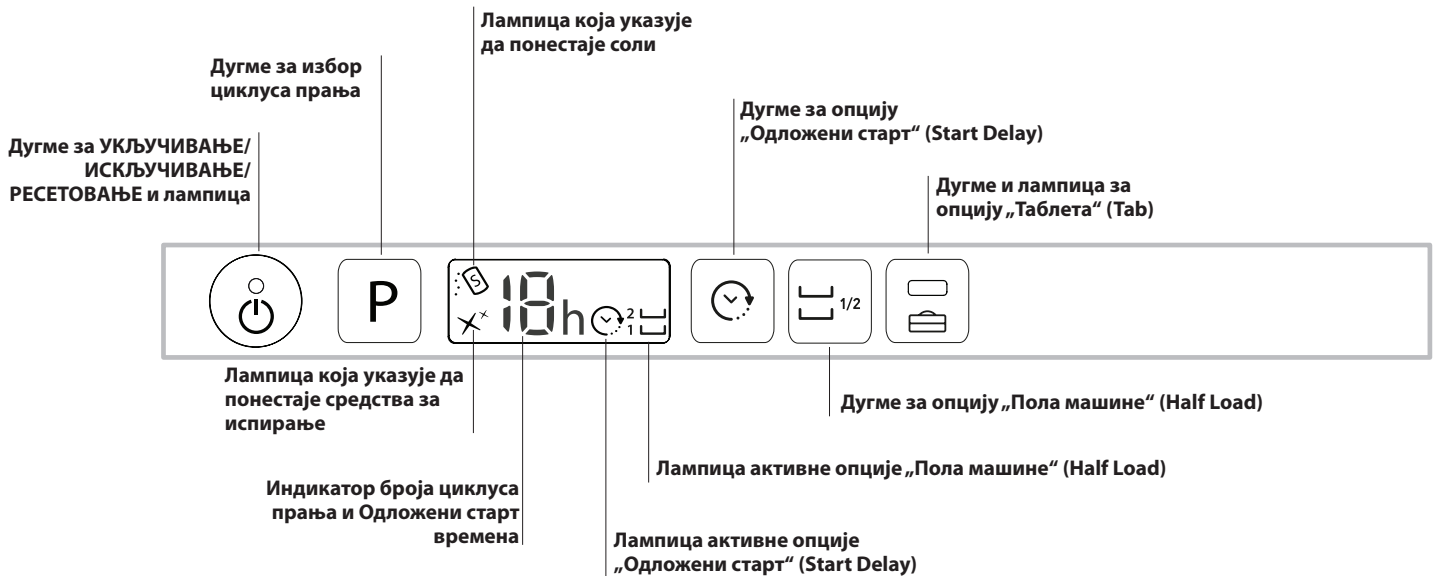 Лампица која указује
да понестаје соли
Дугме за избор
циклуса прања
Дугме за опцију
„Одложени старт“ (Start Delay)
Дугме за УКЉУЧИВАЊЕ/
ИСКЉУЧИВАЊЕ/
РЕСЕТОВАЊЕ и лампица
Дугме и лампица за
опцију „Таблета“ (Tab)
P
S
18h
2
1
1/2
Лампица која указује да
понестаје средства за
испирање
Дугме за опцију „Пола машине“ (Half Load)
Лампица активне опције „Пола машине“ (Half Load)
Индикатор броја циклуса
прања и Одложени старт
времена
Лампица активне опције
„Одложени старт“ (Start Delay)